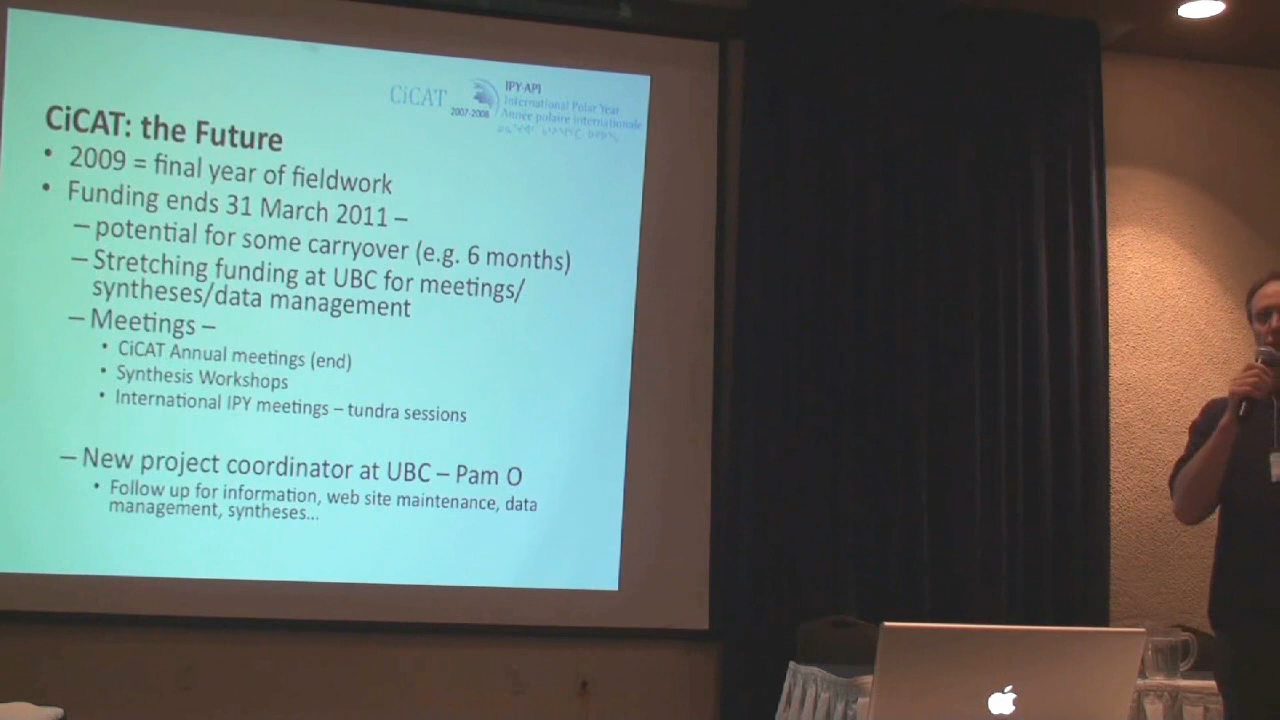 CiCAT
IPY-API
2007-2008
International Polar Year
Année polaire internationale
CiCAT: the Future
• 2009 = final year of fieldwork
• Funding ends 31 March 2011 –
– potential for some carryover (e.g. 6 months)
– Stretching funding at UBC for meetings/
syntheses/data management
– Meetings –
• CiCAT Annual meetings (end)
• Synthesis Workshops
• International IPY meetings – tundra sessions
– New project coordinator at UBC – Pam O
• Follow up for information, web site maintenance, data
management, syntheses...